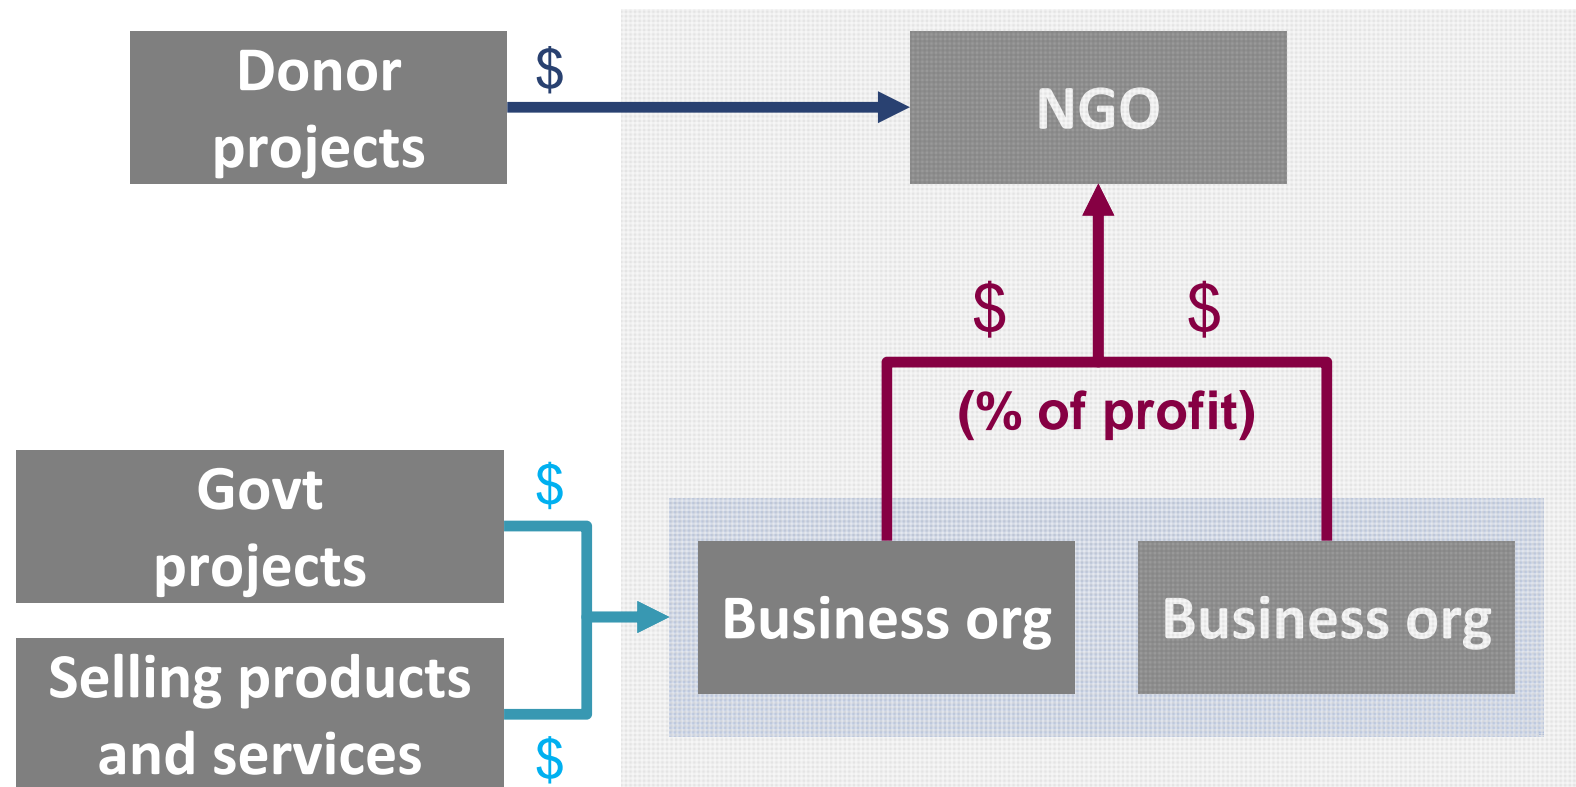 Donor
projects
$
NGO
$
$
(% of profit)
Govt
projects
$
Selling products
and services
$
Business org
Business org